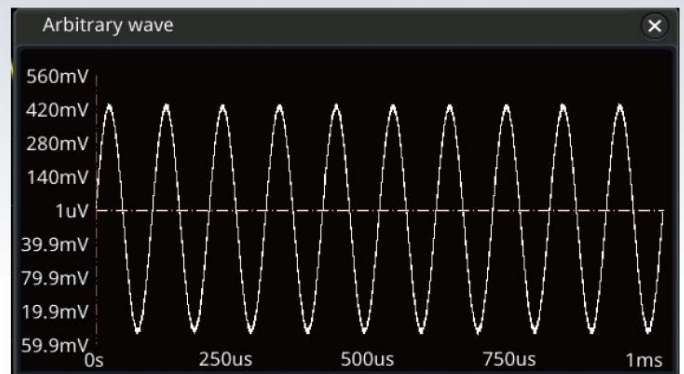 Arbitrary wave
560mV
420mV
280mV
140mV
1uV
39.9mV
79.9mV
19.9mV
59.9mV
0s 250us 500us 750us 1ms